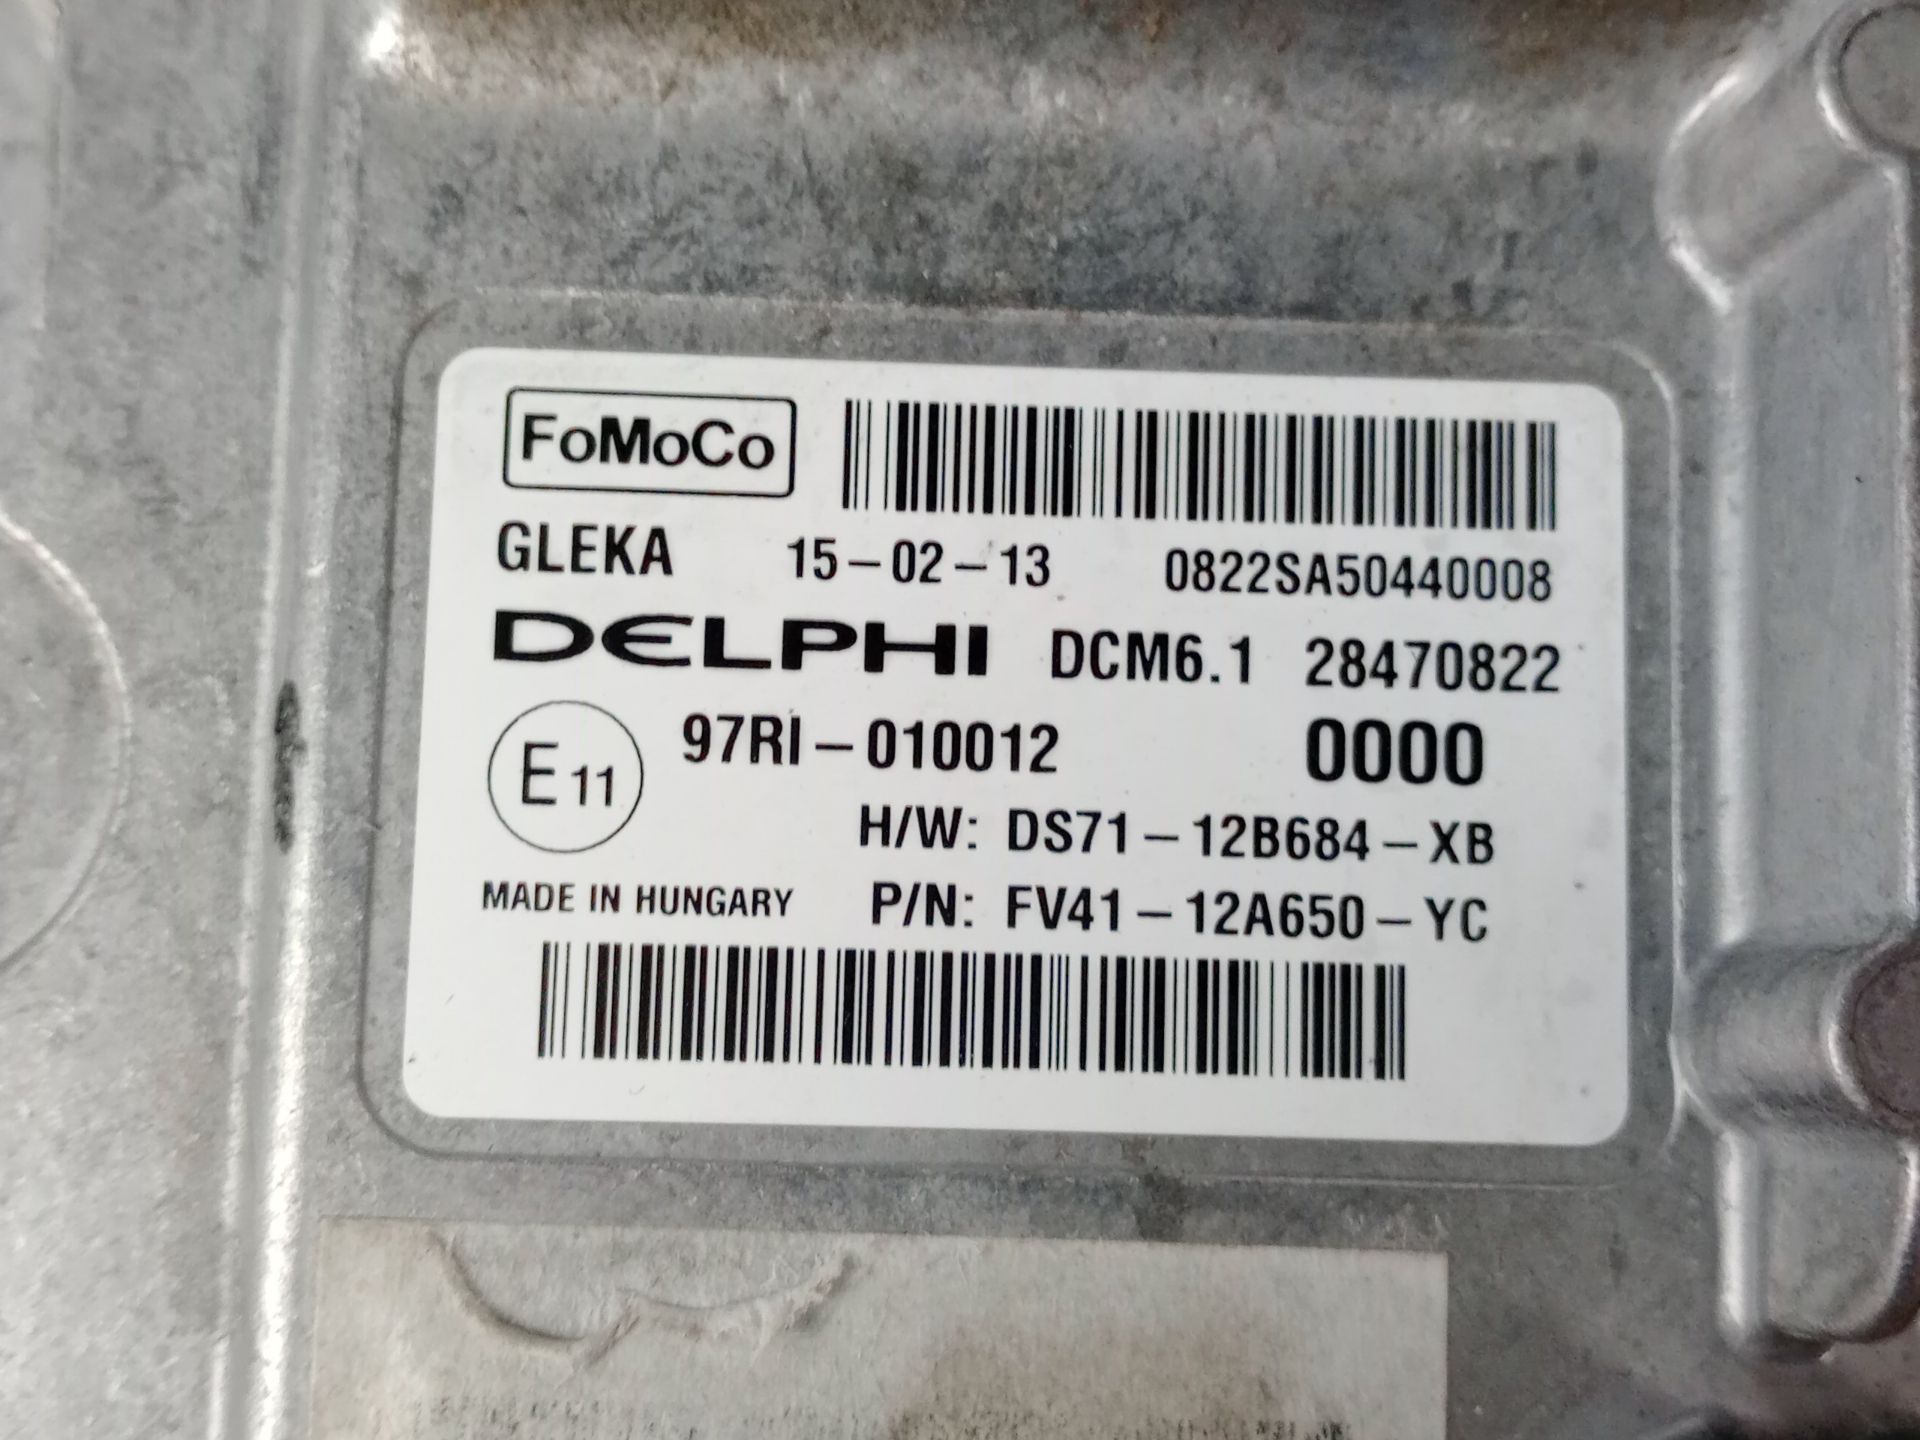 FoMoCo
GLEKA 15-02-13 0822SA50440008
DELPHI DCM6.1 28470822
E11 97RI-010012 0000
H/W: DS71-12B684-XB
MADE IN HUNGARY P/N: FV41-12A650-YC